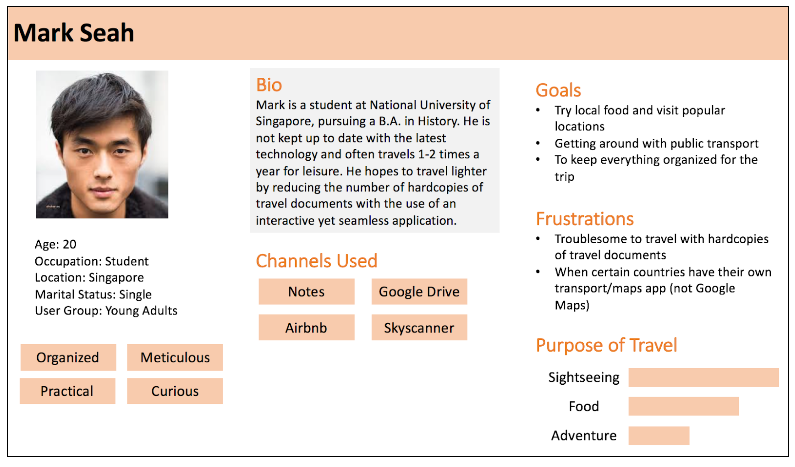 Mark Seah
Age: 20
Occupation: Student
Location: Singapore
Marital Status: Single
User Group: Young Adults
Organized
Meticulous
Practical
Curious
Bio
Mark is a student at National University of
Singapore, pursuing a B.A. in History. He is
not kept up to date with the latest
technology and often travels 1-2 times a
year for leisure. He hopes to travel lighter
by reducing the number of hardcopies of
travel documents with the use of an
interactive yet seamless application.
Channels Used
Notes
Google Drive
Airbnb
Skyscanner
Goals
• Try local food and visit popular
locations
• Getting around with public transport
• To keep everything organized for the
trip
Frustrations
• Troublesome to travel with hardcopies
of travel documents
• When certain countries have their own
transport/maps app (not Google
Maps)
Purpose of Travel
Sightseeing
Food
Adventure